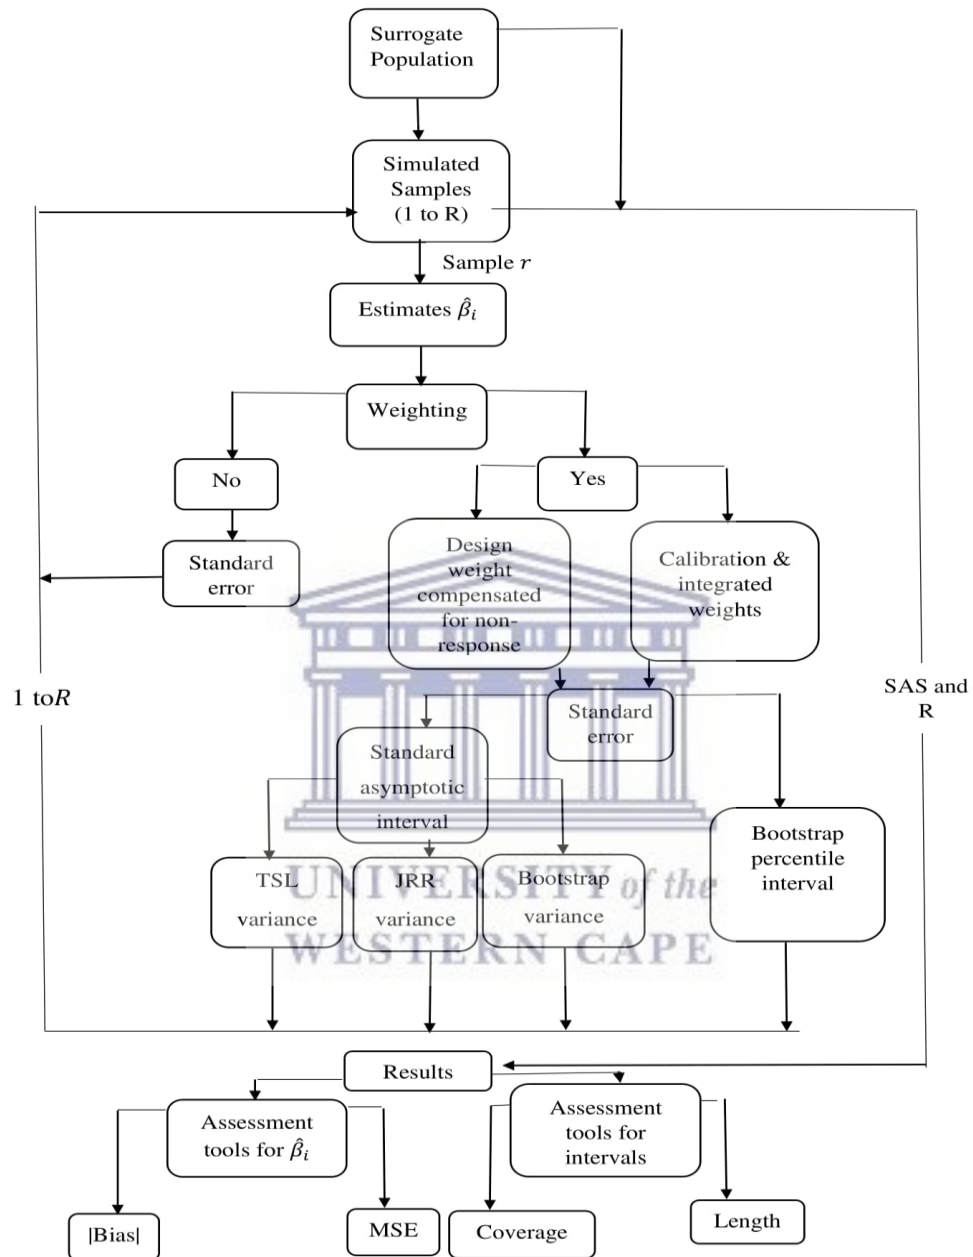 Surrogate
Population
Simulated
Samples
(1 to R)
Sample r
Estimates β̂ᵢ
Weighting
No
Yes
Standard
error
Design
weight
compensated
for non-
response
Calibration &
integrated
weights
1 toR
SAS and
R
Standard
error
Standard
asymptotic
interval
Bootstrap
percentile
interval
TSL
variance
JRR
variance
Bootstrap
variance
UNIVERSITY of the
WESTERN CAPE
Results
Assessment
tools for β̂ᵢ
Assessment
tools for
intervals
|Bias|
MSE
Coverage
Length